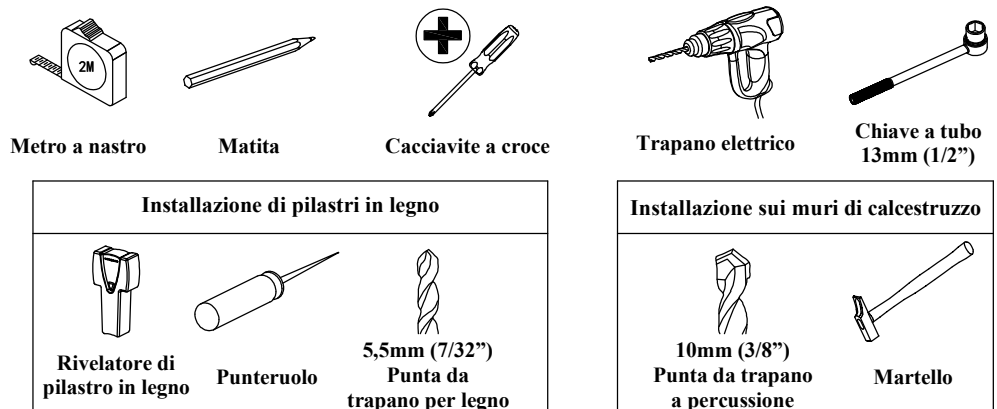 2M
Metro a nastro
Matita
Cacciavite a croce
Trapano elettrico
Chiave a tubo
13mm (1/2”)
Installazione di pilastri in legno
Rivelatore di
pilastro in legno
Punteruolo
5,5mm (7/32”)
Punta da
trapano per legno
Installazione sui muri di calcestruzzo
10mm (3/8”)
Punta da trapano
a percussione
Martello